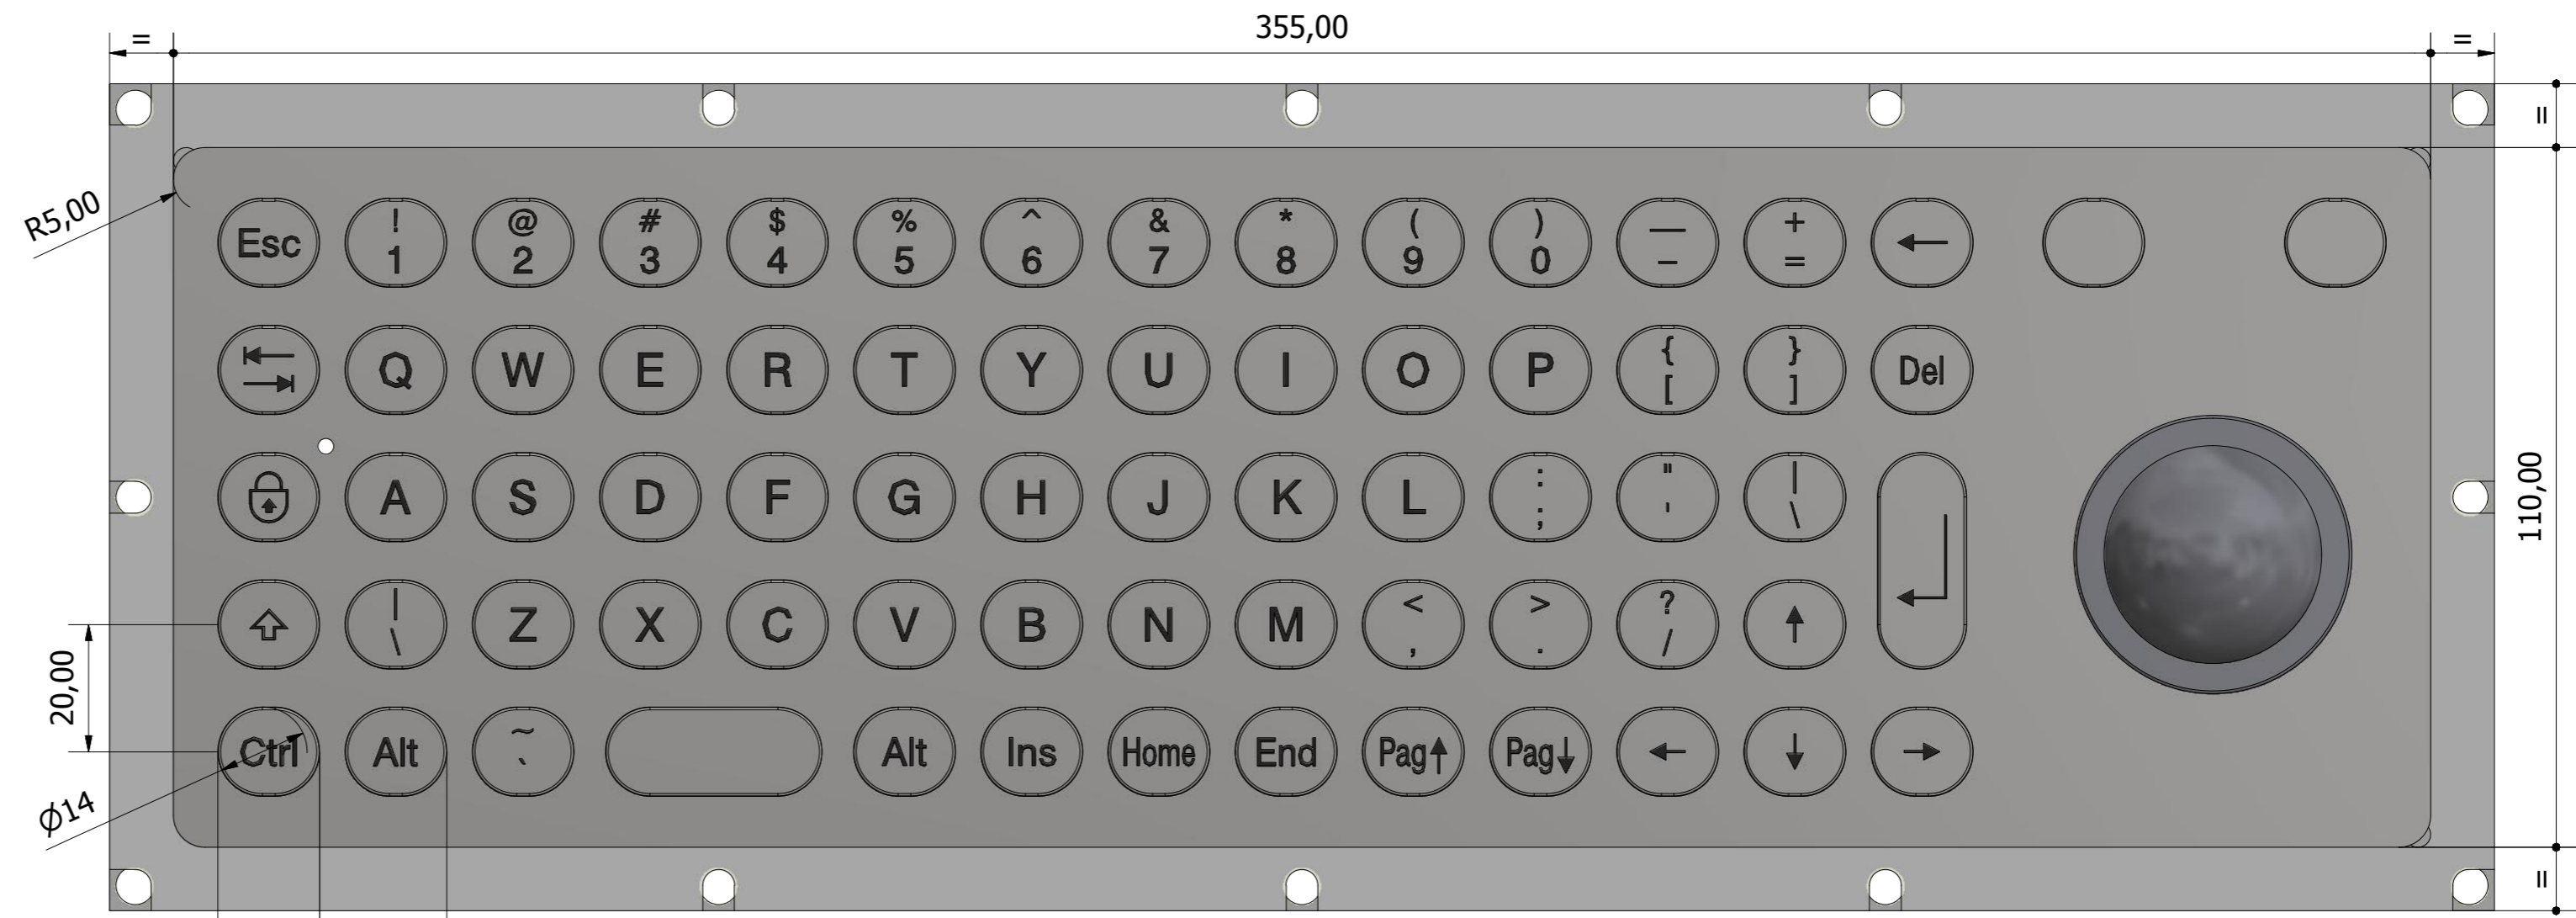 355,00
= =
=
R5,00
Esc ! 1 @ 2 # 3 $ 4 % 5 ^ 6 & 7 * 8 ( 9 ) 0 — – + = ←
⇤ ⇥ Q W E R T Y U I O P { [ } ] Del
A S D F G H J K L : ; " ' | \ ↵
110,00
⇧ | \ Z X C V B N M < , > . ? / ↑
20,00
Ctrl Alt ~ ` Alt Ins Home End Pag↑ Pag↓ ← ↓ →
Ø14
=